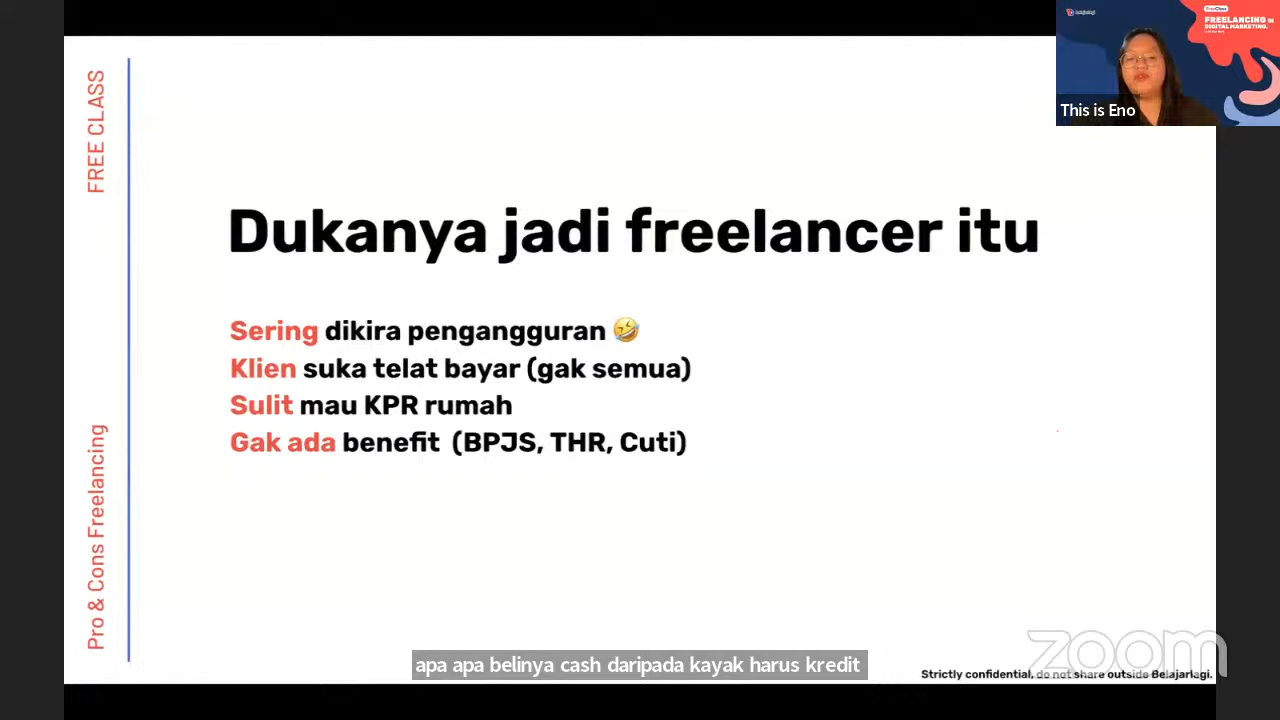 FREE CLASS
Pro & Cons Freelancing
Dukanya jadi freelancer itu
Sering dikira pengangguran 🤣
Klien suka telat bayar (gak semua)
Sulit mau KPR rumah
Gak ada benefit (BPJS, THR, Cuti)
belajarlagi
FreeClass
FREELANCING IN
DIGITAL MARKETING.
This is Eno
apa apa belinya cash daripada kayak harus kredit
zoom
Strictly confidential, do not share outside Belajarlagi.